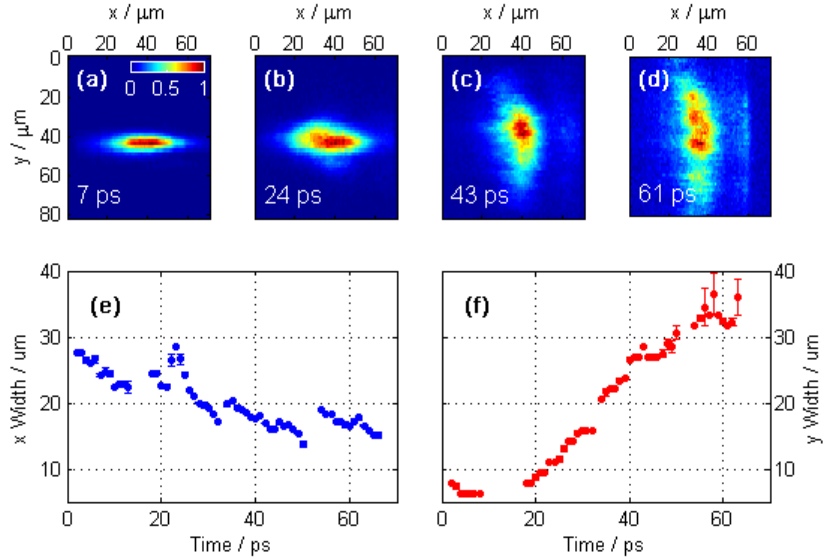 x / μm x / μm x / μm x / μm
0 20 40 60 0 20 40 60 0 20 40 60 0 20 40 60
(a) (b) (c) (d)
0 0.5 1
0
20
40
60
80
y / μm
7 ps 24 ps 43 ps 61 ps
(e) (f)
40
30
20
10
x Width / um
40
30
20
10
y Width / um
0 20 40 60 0 20 40 60
Time / ps Time / ps